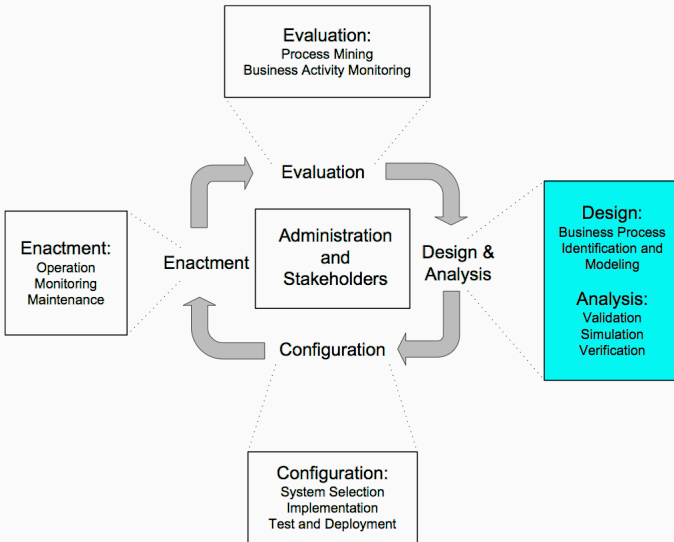 Evaluation:
Process Mining
Business Activity Monitoring
Evaluation
Enactment:
Operation
Monitoring
Maintenance
Enactment
Administration
and
Stakeholders
Design &
Analysis
Design:
Business Process
Identification and
Modeling
Analysis:
Validation
Simulation
Verification
Configuration
Configuration:
System Selection
Implementation
Test and Deployment